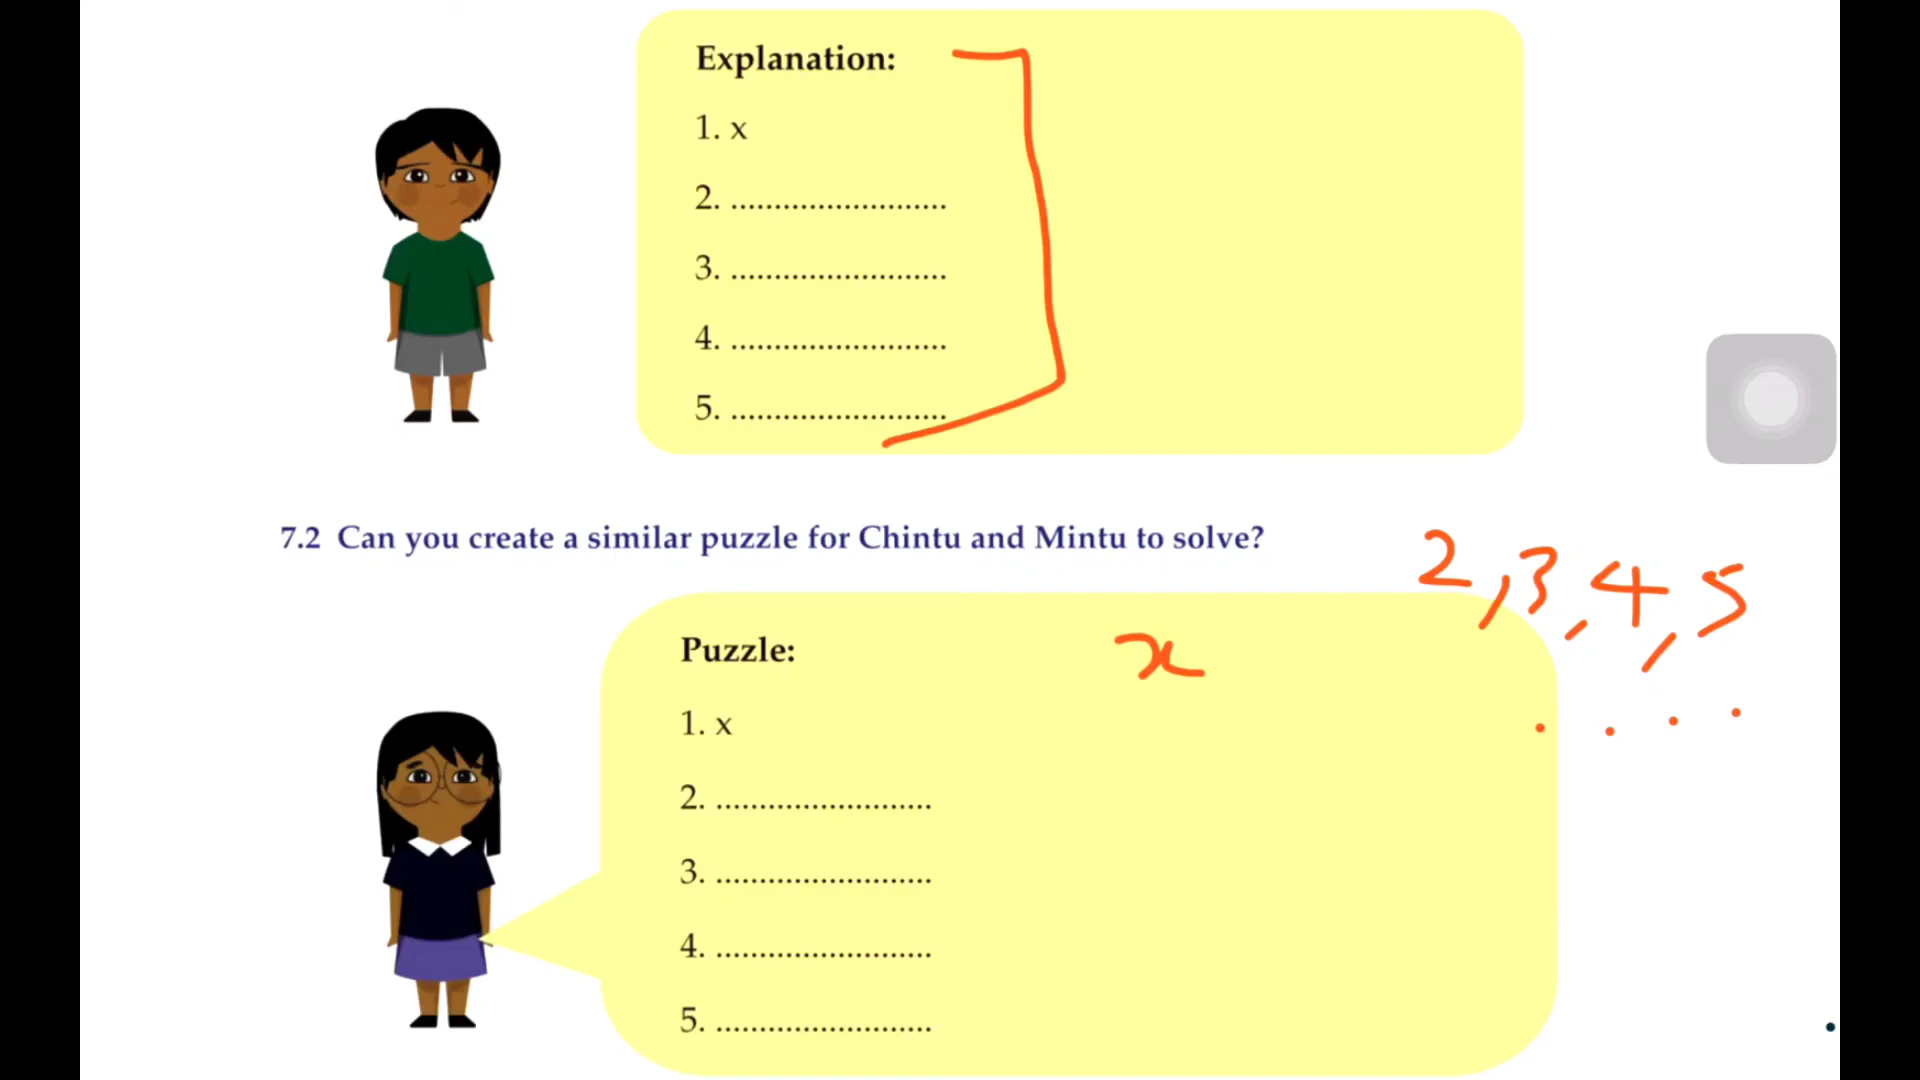 Explanation:
1. x
2. ........................
3. ........................
4. ........................
5. ........................
7.2 Can you create a similar puzzle for Chintu and Mintu to solve?
2, 3, 4, 5
. . . .
Puzzle:
x
1. x
2. ........................
3. ........................
4. ........................
5. ........................